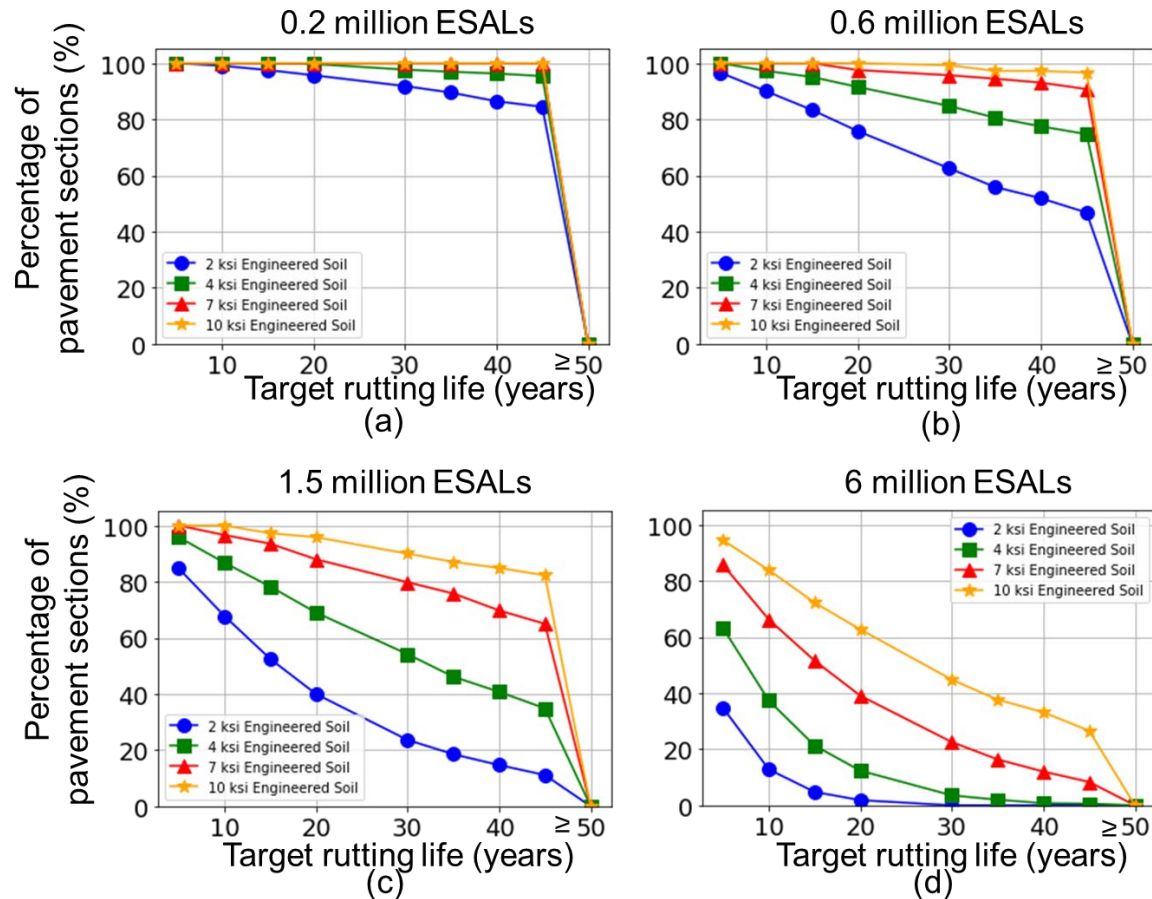 0.2 million ESALs
0.6 million ESALs
Percentage of
pavement sections (%)
100
80
60
40
20
0
2 ksi Engineered Soil
4 ksi Engineered Soil
7 ksi Engineered Soil
10 ksi Engineered Soil
10
20
30
40
≥50
Target rutting life (years)
(a)
100
80
60
40
20
0
2 ksi Engineered Soil
4 ksi Engineered Soil
7 ksi Engineered Soil
10 ksi Engineered Soil
10
20
30
40
≥50
Target rutting life (years)
(b)
1.5 million ESALs
6 million ESALs
Percentage of
pavement sections (%)
100
80
60
40
20
0
2 ksi Engineered Soil
4 ksi Engineered Soil
7 ksi Engineered Soil
10 ksi Engineered Soil
10
20
30
40
≥50
Target rutting life (years)
(c)
100
80
60
40
20
0
2 ksi Engineered Soil
4 ksi Engineered Soil
7 ksi Engineered Soil
10 ksi Engineered Soil
10
20
30
40
≥50
Target rutting life (years)
(d)